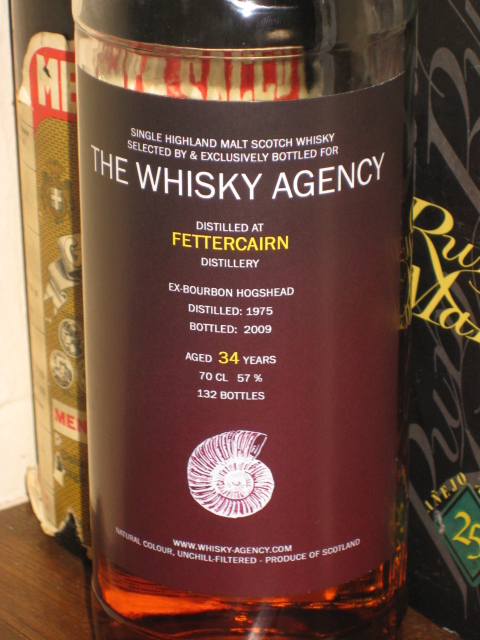 SINGLE HIGHLAND MALT SCOTCH WHISKY
SELECTED BY & EXCLUSIVELY BOTTLED FOR
THE WHISKY AGENCY
DISTILLED AT
FETTERCAIRN
DISTILLERY
EX-BOURBON HOGSHEAD
DISTILLED: 1975
BOTTLED: 2009
AGED 34 YEARS
70 CL 57 %
132 BOTTLES
WWW.WHISKY-AGENCY.COM
NATURAL COLOUR, UNCHILL-FILTERED - PRODUCE OF SCOTLAND
AÑEJO
25